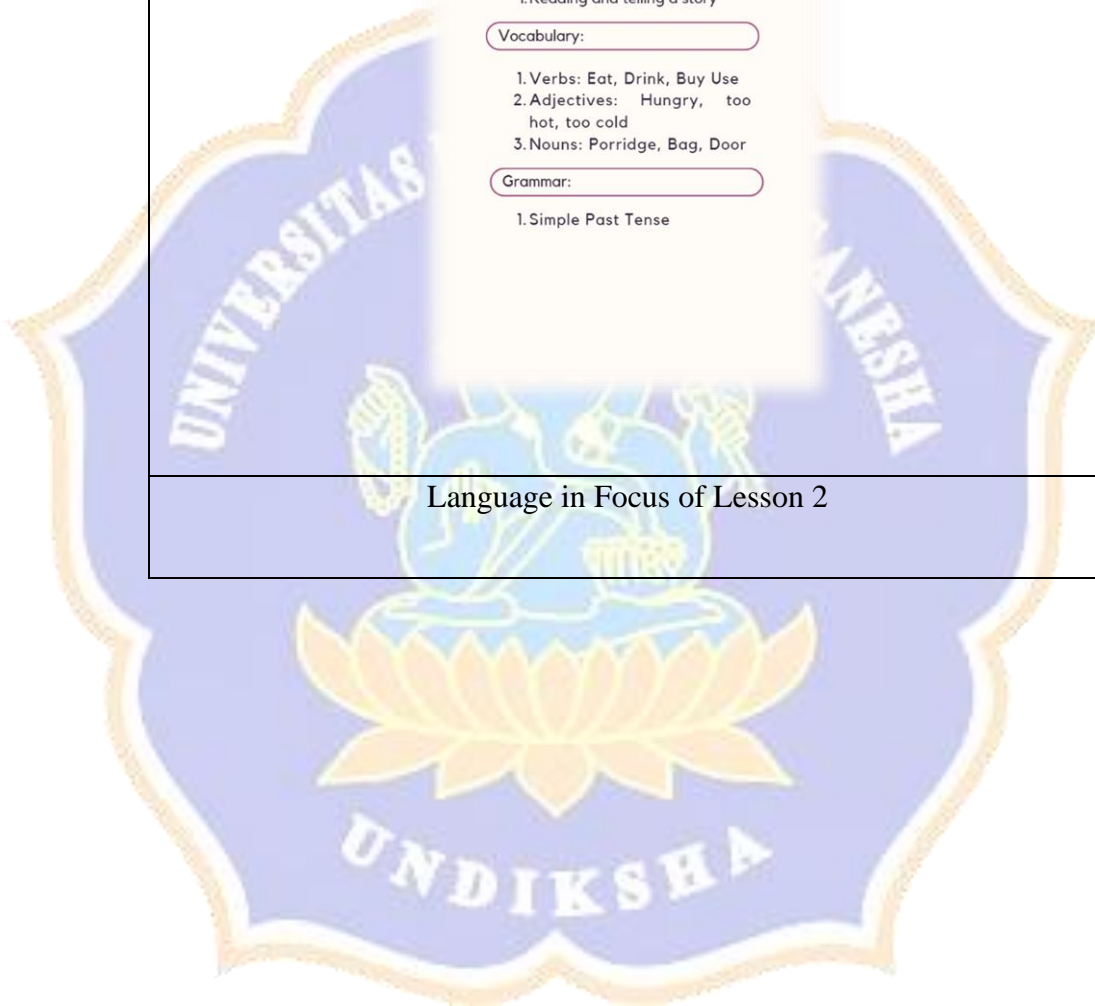 1. Reading and telling a story
Vocabulary:
1. Verbs: Eat, Drink, Buy Use
2. Adjectives: Hungry, too
hot, too cold
3. Nouns: Porridge, Bag, Door
Grammar:
1. Simple Past Tense
UNIVERSITAS
ANESHA
Language in Focus of Lesson 2
UNDIKSHA